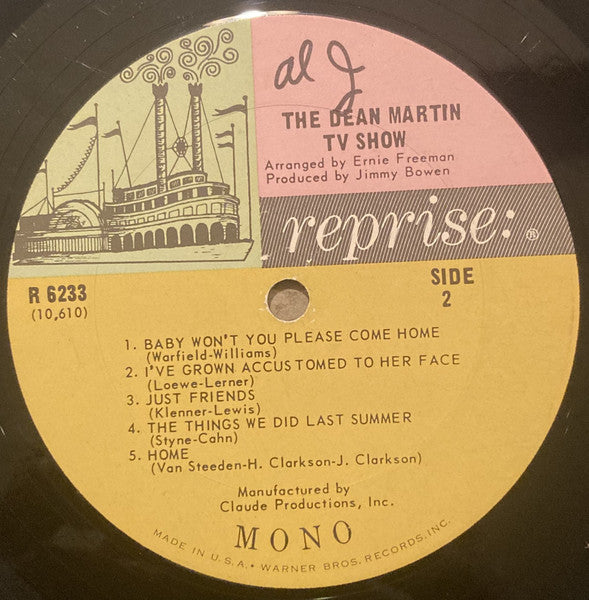 al J
THE DEAN MARTIN
TV SHOW
Arranged by Ernie Freeman
Produced by Jimmy Bowen
reprise:®
R 6233
(10,610)
SIDE
2
1. BABY WON'T YOU PLEASE COME HOME
(Warfield-Williams)
2. I'VE GROWN ACCUSTOMED TO HER FACE
(Loewe-Lerner)
3. JUST FRIENDS
(Klenner-Lewis)
4. THE THINGS WE DID LAST SUMMER
(Styne-Cahn)
5. HOME
(Van Steeden-H. Clarkson-J. Clarkson)
Manufactured by
Claude Productions, Inc.
MONO
MADE IN U.S.A. • WARNER BROS. RECORDS, INC.